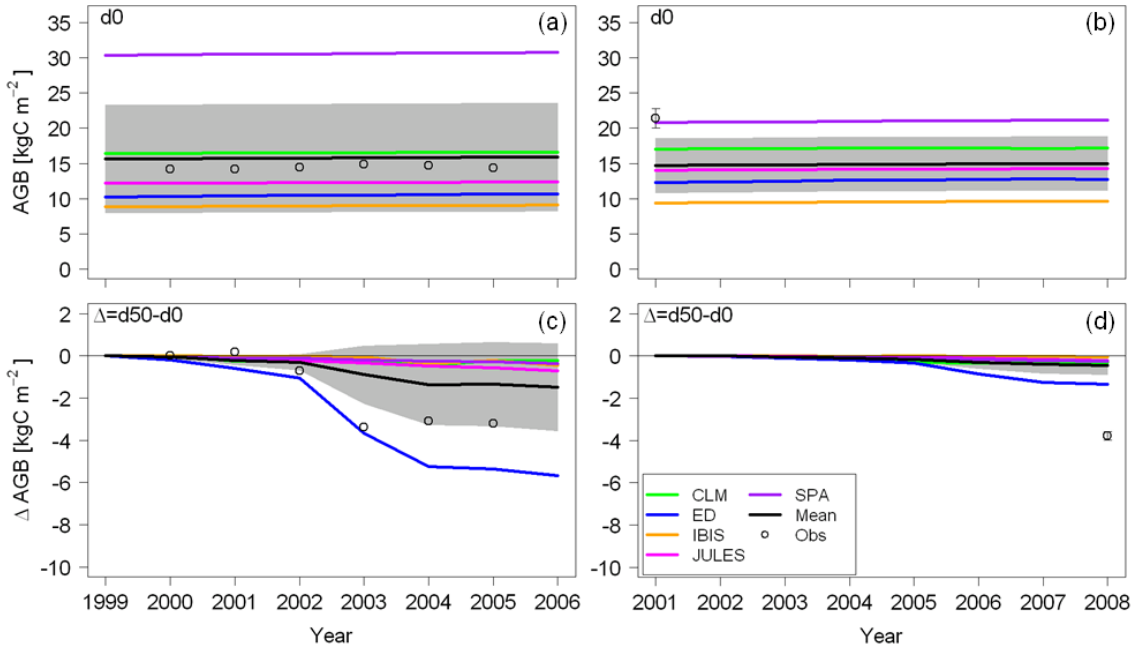 d0
(a)
35
30
25
20
15
10
5
0
AGB [kgC m⁻²]
d0
(b)
35
30
25
20
15
10
5
0
Δ=d50-d0
(c)
2
0
-2
-4
-6
-8
-10
Δ AGB [kgC m⁻²]
1999 2000 2001 2002 2003 2004 2005 2006
Year
Δ=d50-d0
(d)
2
0
-2
-4
-6
-8
-10
CLM SPA
ED Mean
IBIS Obs
JULES
2001 2002 2003 2004 2005 2006 2007 2008
Year